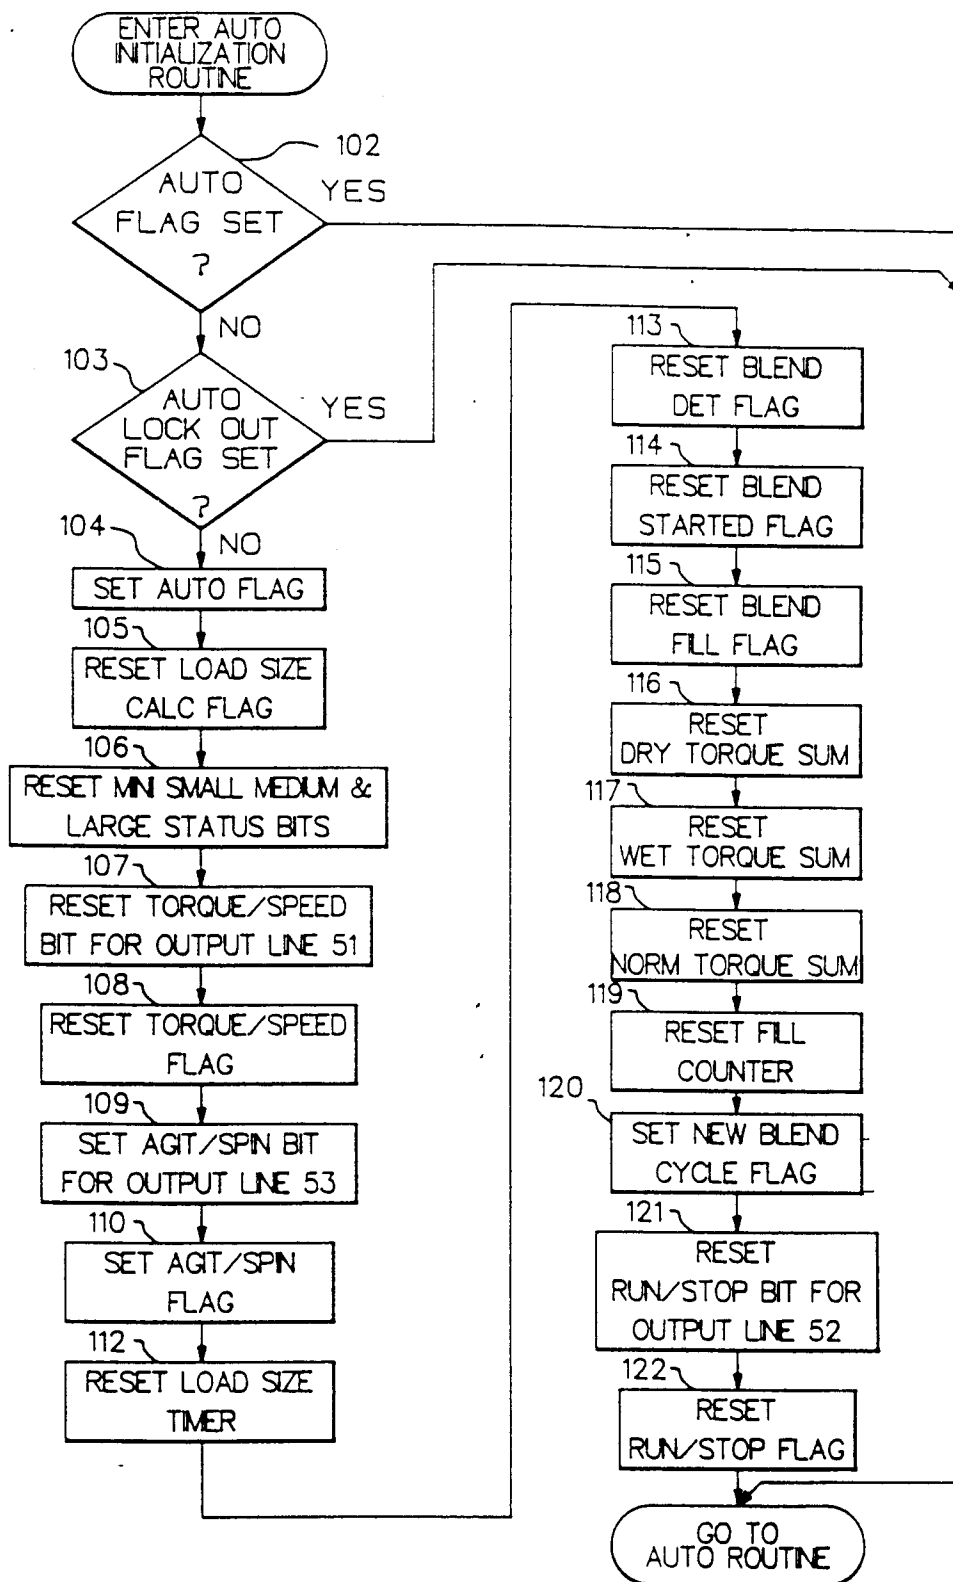 ENTER AUTO
INITIALIZATION
ROUTINE
102
AUTO
FLAG SET
?
YES
NO
103
AUTO
LOCK OUT
FLAG SET
?
YES
NO
104
SET AUTO FLAG
105
RESET LOAD SIZE
CALC FLAG
106
RESET MINI SMALL MEDIUM &
LARGE STATUS BITS
107
RESET TORQUE/SPEED
BIT FOR OUTPUT LINE 51
108
RESET TORQUE/SPEED
FLAG
109
SET AGIT/SPIN BIT
FOR OUTPUT LINE 53
110
SET AGIT/SPIN
FLAG
112
RESET LOAD SIZE
TIMER
113
RESET BLEND
DET FLAG
114
RESET BLEND
STARTED FLAG
115
RESET BLEND
FILL FLAG
116
RESET
DRY TORQUE SUM
117
RESET
WET TORQUE SUM
118
RESET
NORM TORQUE SUM
119
RESET FILL
COUNTER
120
SET NEW BLEND
CYCLE FLAG
121
RESET
RUN/STOP BIT FOR
OUTPUT LINE 52
122
RESET
RUN/STOP FLAG
GO TO
AUTO ROUTINE